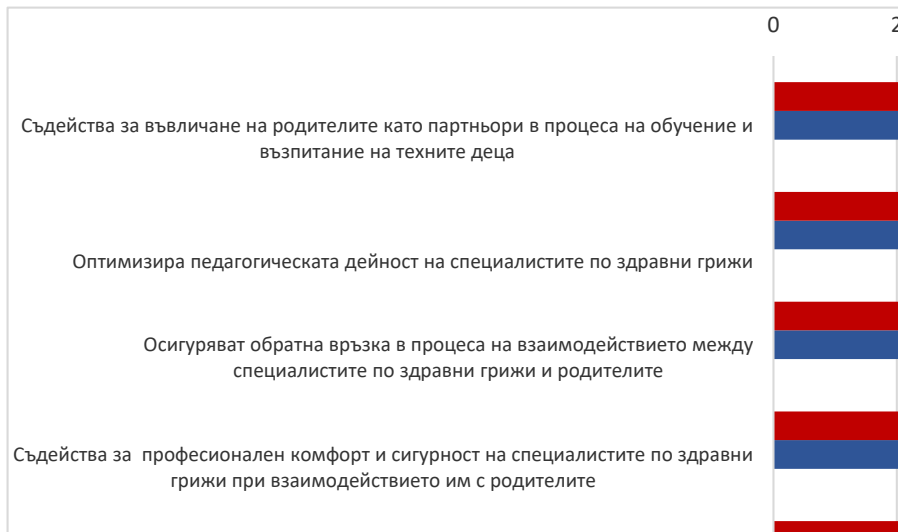 0 2
Съдейства за въвличане на родителите като партньори в процеса на обучение и
възпитание на техните деца
Оптимизира педагогическата дейност на специалистите по здравни грижи
Осигуряват обратна връзка в процеса на взаимодействието между
специалистите по здравни грижи и родителите
Съдейства за  професионален комфорт и сигурност на специалистите по здравни
грижи при взаимодействието им с родителите